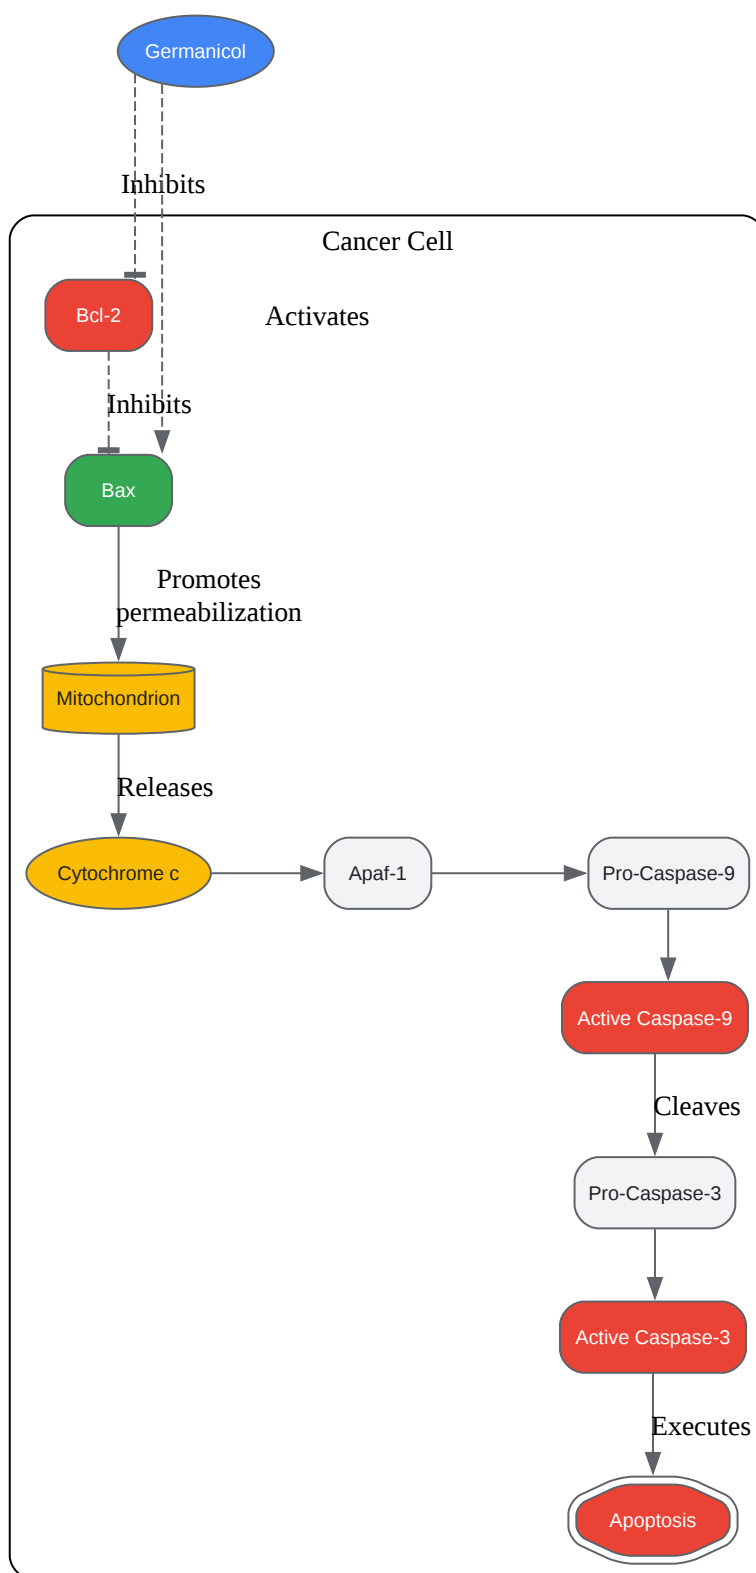 Germanicol
Inhibits
Cancer Cell
Bcl-2
Activates
Inhibits
Bax
Promotes
permeabilization
Mitochondrion
Releases
Cytochrome c
Apaf-1
Pro-Caspase-9
Active Caspase-9
Cleaves
Pro-Caspase-3
Active Caspase-3
Executes
Apoptosis